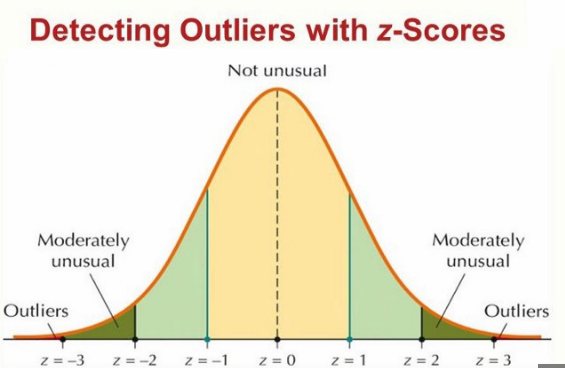 Detecting Outliers with z-Scores
Not unusual
Moderately
unusual
Moderately
unusual
Outliers
Outliers
z = −3
z = −2
z = −1
z = 0
z = 1
z = 2
z = 3